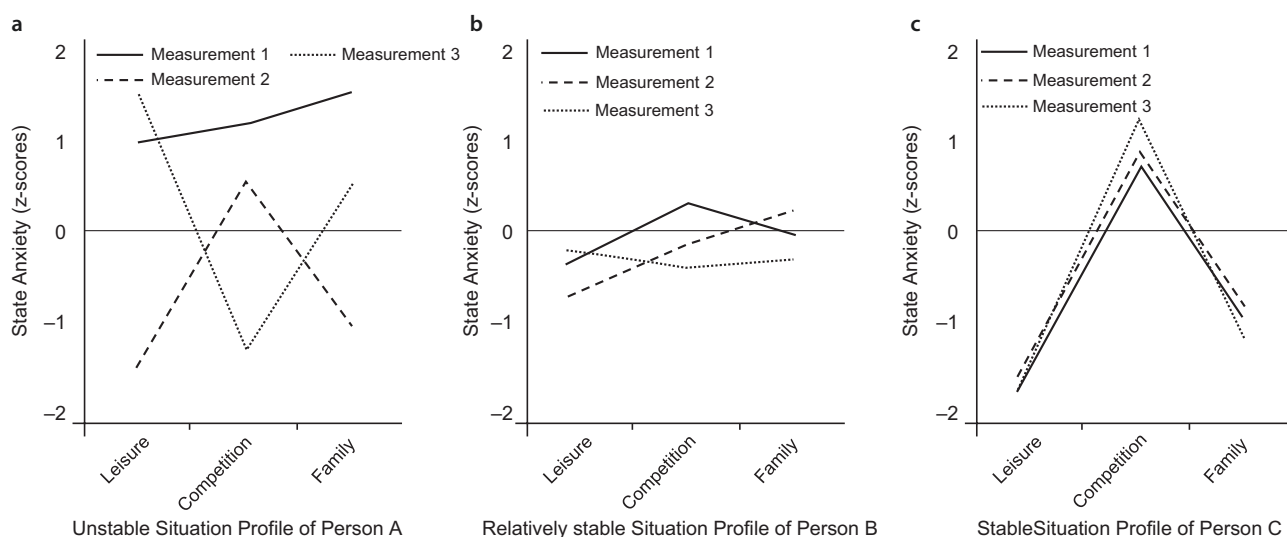 a
2
1
0
–1
–2
State Anxiety (z-scores)
Measurement 1
Measurement 3
Measurement 2
Leisure
Competition
Family
Unstable Situation Profile of Person A
b
2
1
0
–1
–2
State Anxiety (z-scores)
Measurement 1
Measurement 2
Measurement 3
Leisure
Competition
Family
Relatively stable Situation Profile of Person B
c
2
1
0
–1
–2
State Anxiety (z-scores)
Measurement 1
Measurement 2
Measurement 3
Leisure
Competition
Family
StableSituation Profile of Person C